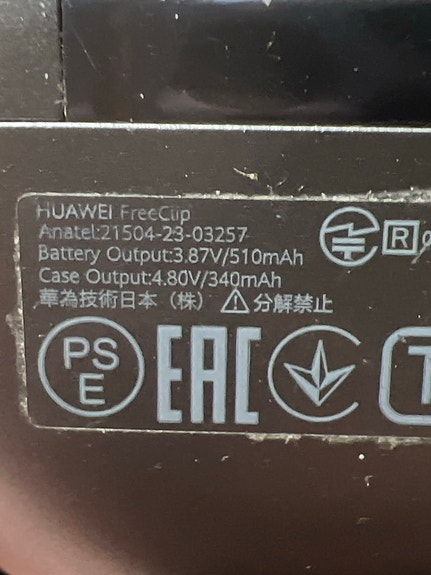 HUAWEI FreeClip
Anatel:21504-23-03257
Battery Output:3.87V/510mAh
Case Output:4.80V/340mAh
華為技術日本（株） ⚠分解禁止
R
PS
E
EAC
T